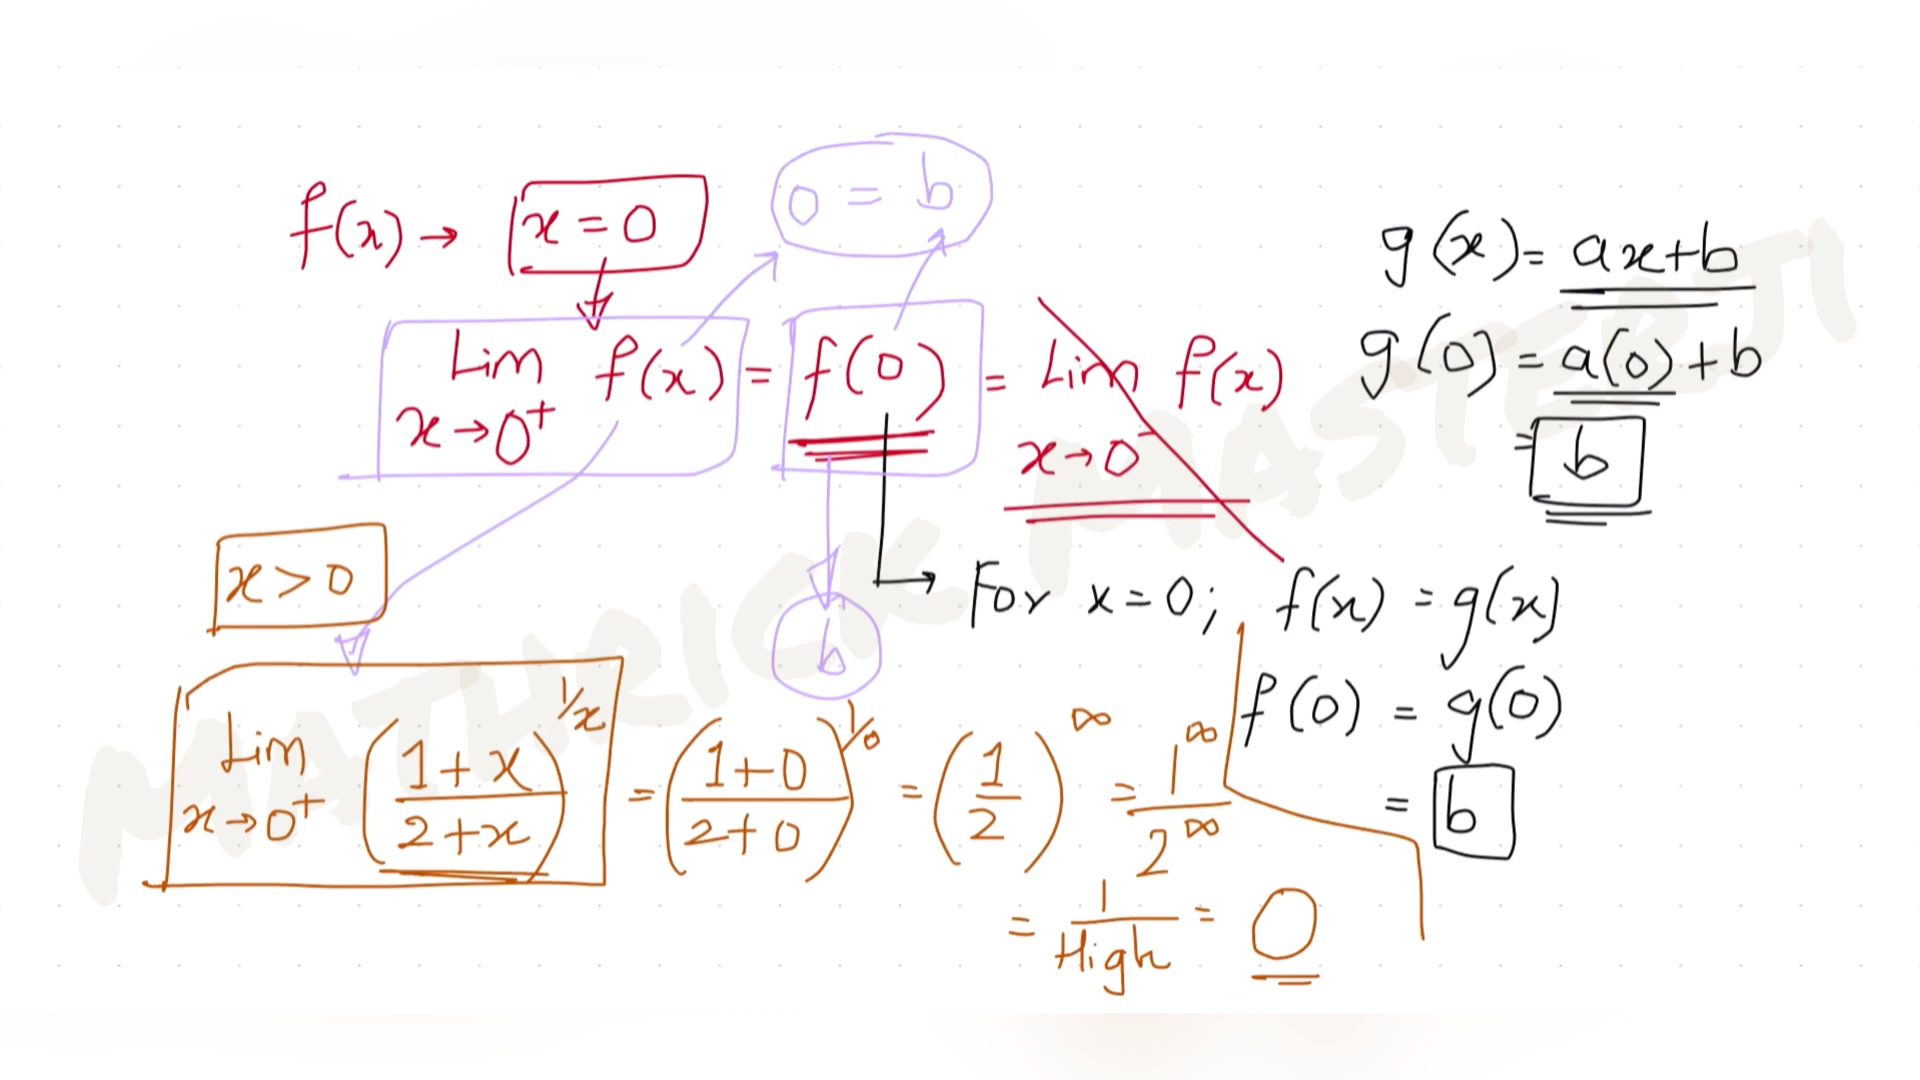 f(x) → x = 0
0 = b
Lim x→0⁺ f(x) = f(0) = Lim x→0⁻ f(x)
g(x) = ax+b
g(0) = a(0) + b
= b
x > 0
b
For x = 0; f(x) = g(x)
f(0) = g(0)
= b
Lim x→0⁺ ((1+x)/(2+x))^(1/x) = ((1+0)/(2+0))^(1/0) = (1/2)^∞ = 1^∞/2^∞
= 1/High = 0
MATHRICK MASTERJI